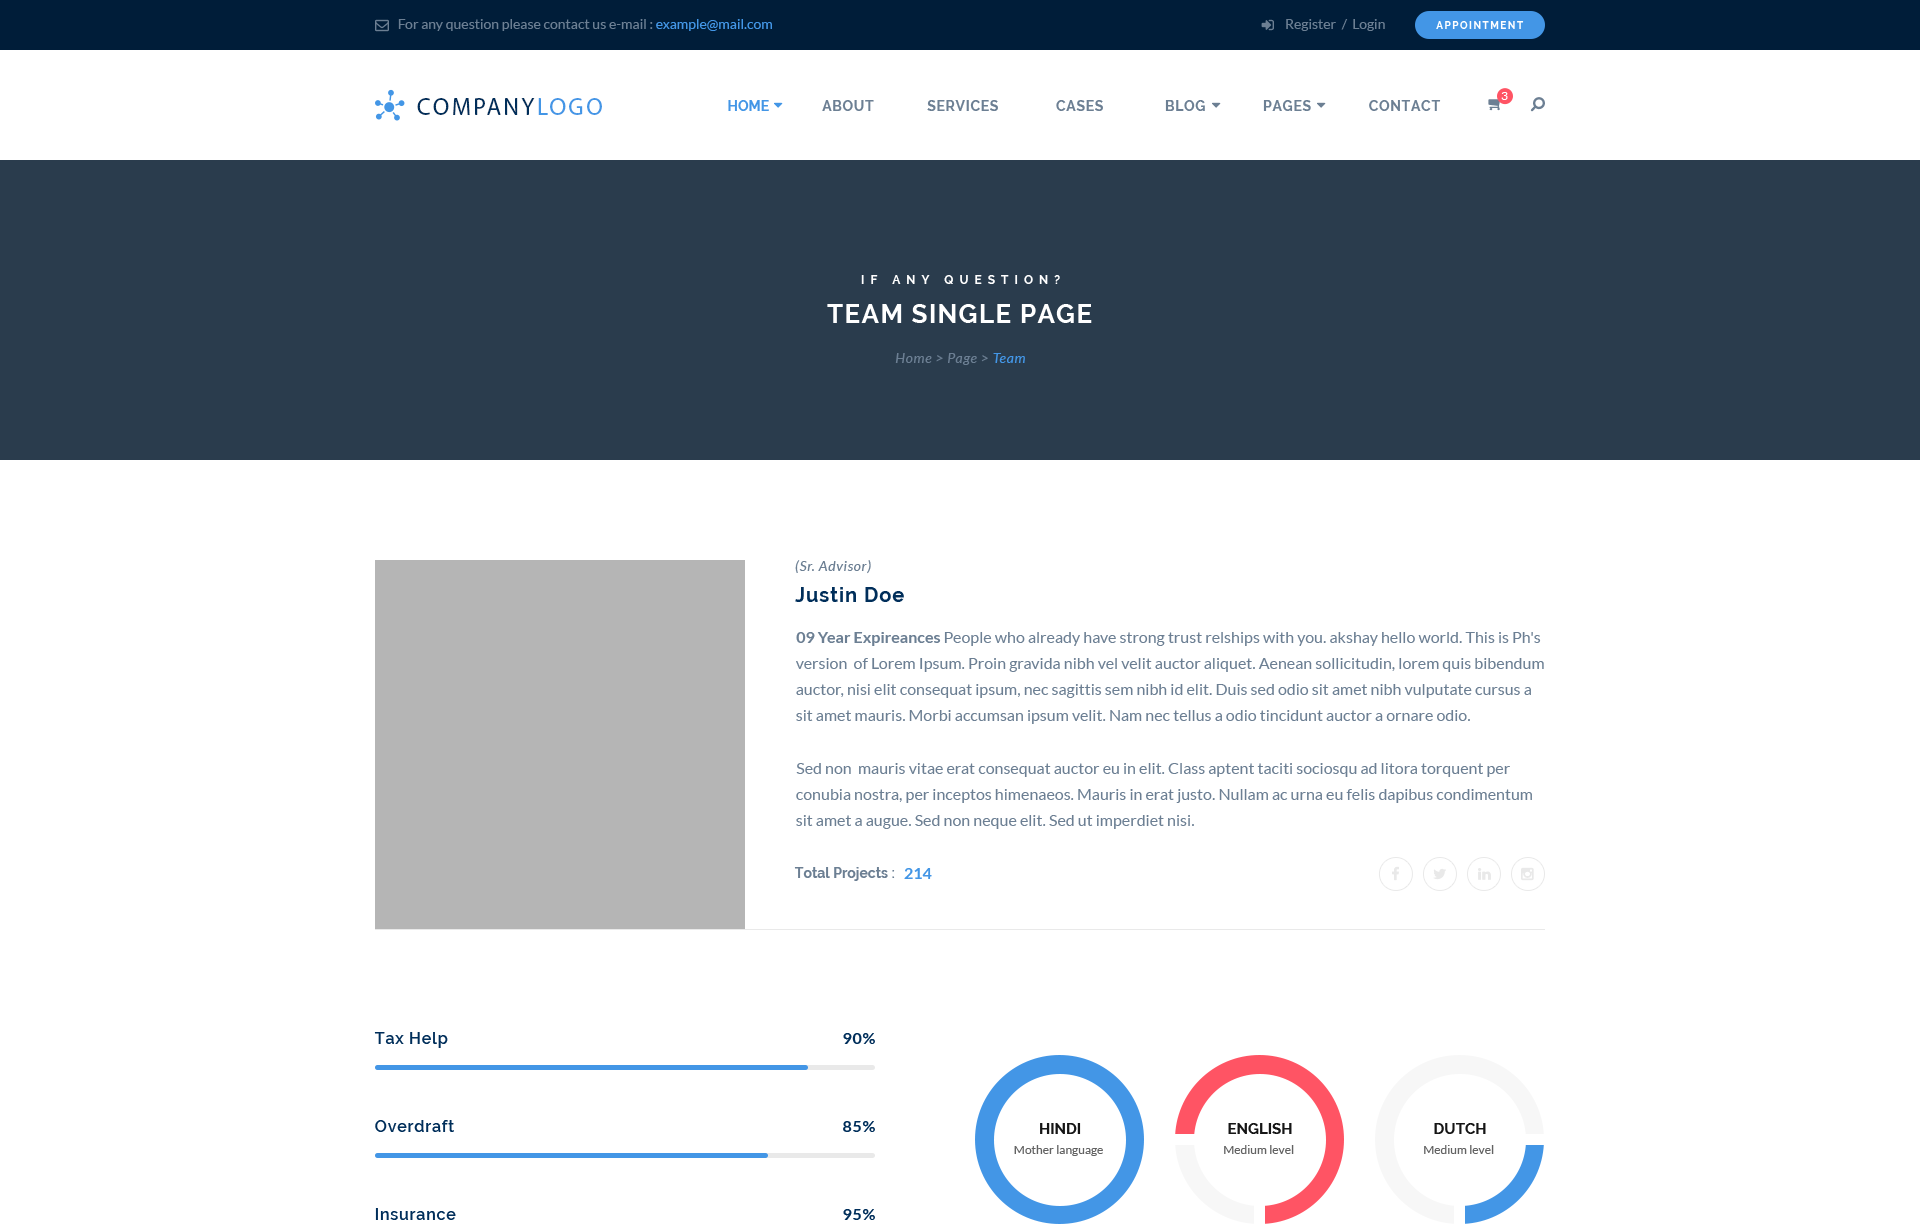 For any question please contact us e-mail : example@mail.com
Register / Login
APPOINTMENT
COMPANYLOGO
HOME
ABOUT
SERVICES
CASES
BLOG
PAGES
CONTACT
3
IF ANY QUESTION?
TEAM SINGLE PAGE
Home > Page > Team
(Sr. Advisor)
Justin Doe
09 Year Expireances People who already have strong trust relships with you. akshay hello world. This is Ph's
version of Lorem Ipsum. Proin gravida nibh vel velit auctor aliquet. Aenean sollicitudin, lorem quis bibendum
auctor, nisi elit consequat ipsum, nec sagittis sem nibh id elit. Duis sed odio sit amet nibh vulputate cursus a
sit amet mauris. Morbi accumsan ipsum velit. Nam nec tellus a odio tincidunt auctor a ornare odio.
Sed non mauris vitae erat consequat auctor eu in elit. Class aptent taciti sociosqu ad litora torquent per
conubia nostra, per inceptos himenaeos. Mauris in erat justo. Nullam ac urna eu felis dapibus condimentum
sit amet a augue. Sed non neque elit. Sed ut imperdiet nisi.
Total Projects : 214
Tax Help 90%
Overdraft 85%
Insurance 95%
HINDI
Mother language
ENGLISH
Medium level
DUTCH
Medium level